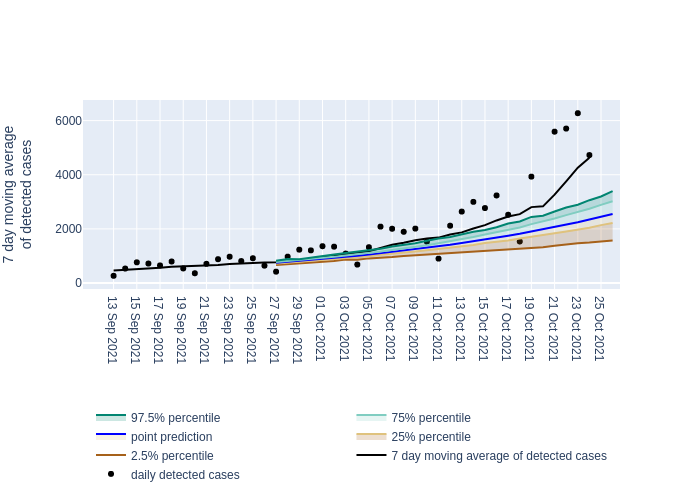 7 day moving average
of detected cases
6000
4000
2000
0
13 Sep 2021
15 Sep 2021
17 Sep 2021
19 Sep 2021
21 Sep 2021
23 Sep 2021
25 Sep 2021
27 Sep 2021
29 Sep 2021
01 Oct 2021
03 Oct 2021
05 Oct 2021
07 Oct 2021
09 Oct 2021
11 Oct 2021
13 Oct 2021
15 Oct 2021
17 Oct 2021
19 Oct 2021
21 Oct 2021
23 Oct 2021
25 Oct 2021
97.5% percentile
75% percentile
point prediction
25% percentile
2.5% percentile
7 day moving average of detected cases
daily detected cases